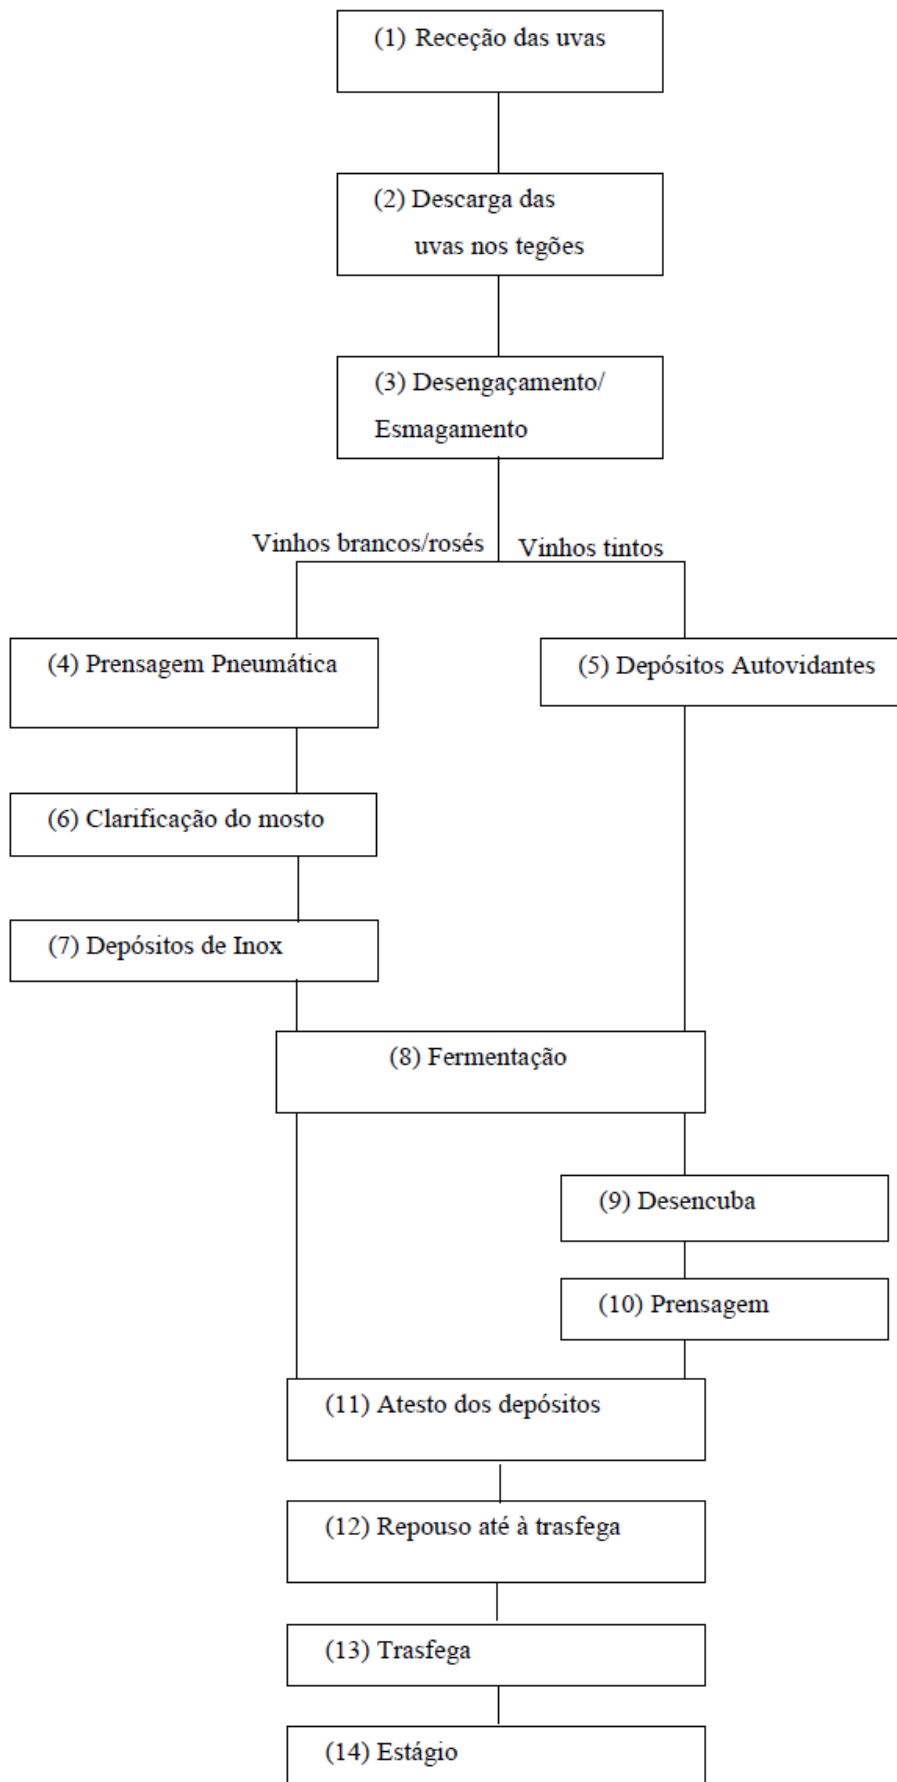 (1) Receção das uvas
(2) Descarga das
uvas nos tegões
(3) Desengaçamento/
Esmagamento
Vinhos brancos/rosés
Vinhos tintos
(4) Prensagem Pneumática
(5) Depósitos Autovidantes
(6) Clarificação do mosto
(7) Depósitos de Inox
(8) Fermentação
(9) Desencuba
(10) Prensagem
(11) Atesto dos depósitos
(12) Repouso até à trasfega
(13) Trasfega
(14) Estágio